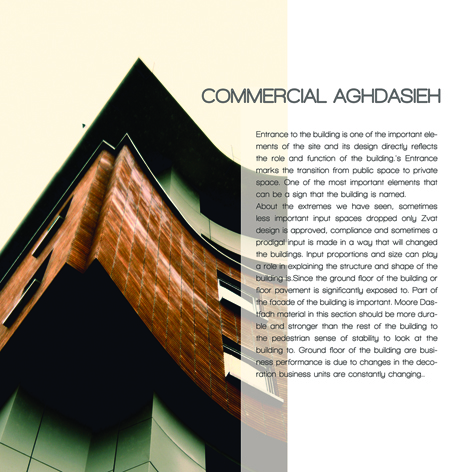 COMMERCIAL AGHDASIEH
Entrance to the building is one of the important ele-
ments of the site and its design directly reflects
the role and function of the building.'s Entrance
marks the transition from public space to private
space. One of the most important elements that
can be a sign that the building is named.
About the extremes we have seen, sometimes
less important input spaces dropped only Zvat
design is approved, compliance and sometimes a
prodigal input is made in a way that will changed
the buildings. Input proportions and size can play
a role in explaining the structure and shape of the
building is.Since the ground floor of the building or
floor pavement is significantly exposed to. Part of
the facade of the building is important. Moore Das-
tfadh material in this section should be more dura-
ble and stronger than the rest of the building to
the pedestrian sense of stability to look at the
building to. Ground floor of the building are busi-
ness performance is due to changes in the deco-
ration business units are constantly changing..